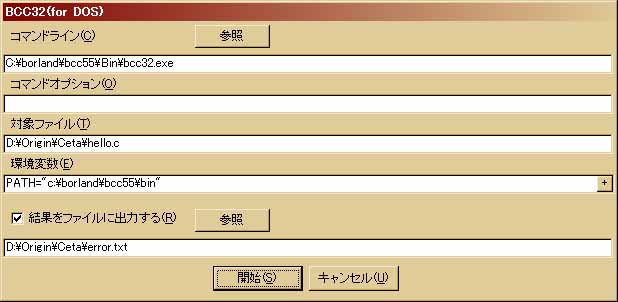 BCC32(for DOS)
コマンドライン(C) 参照
C:¥borland¥bcc55¥Bin¥bcc32.exe
コマンドオプション(O)
対象ファイル(T)
D:¥Origin¥Ceta¥hello.c
環境変数(E)
PATH="c:¥borland¥bcc55¥bin" +
結果をファイルに出力する(R) 参照
D:¥Origin¥Ceta¥error.txt
開始(S) キャンセル(U)